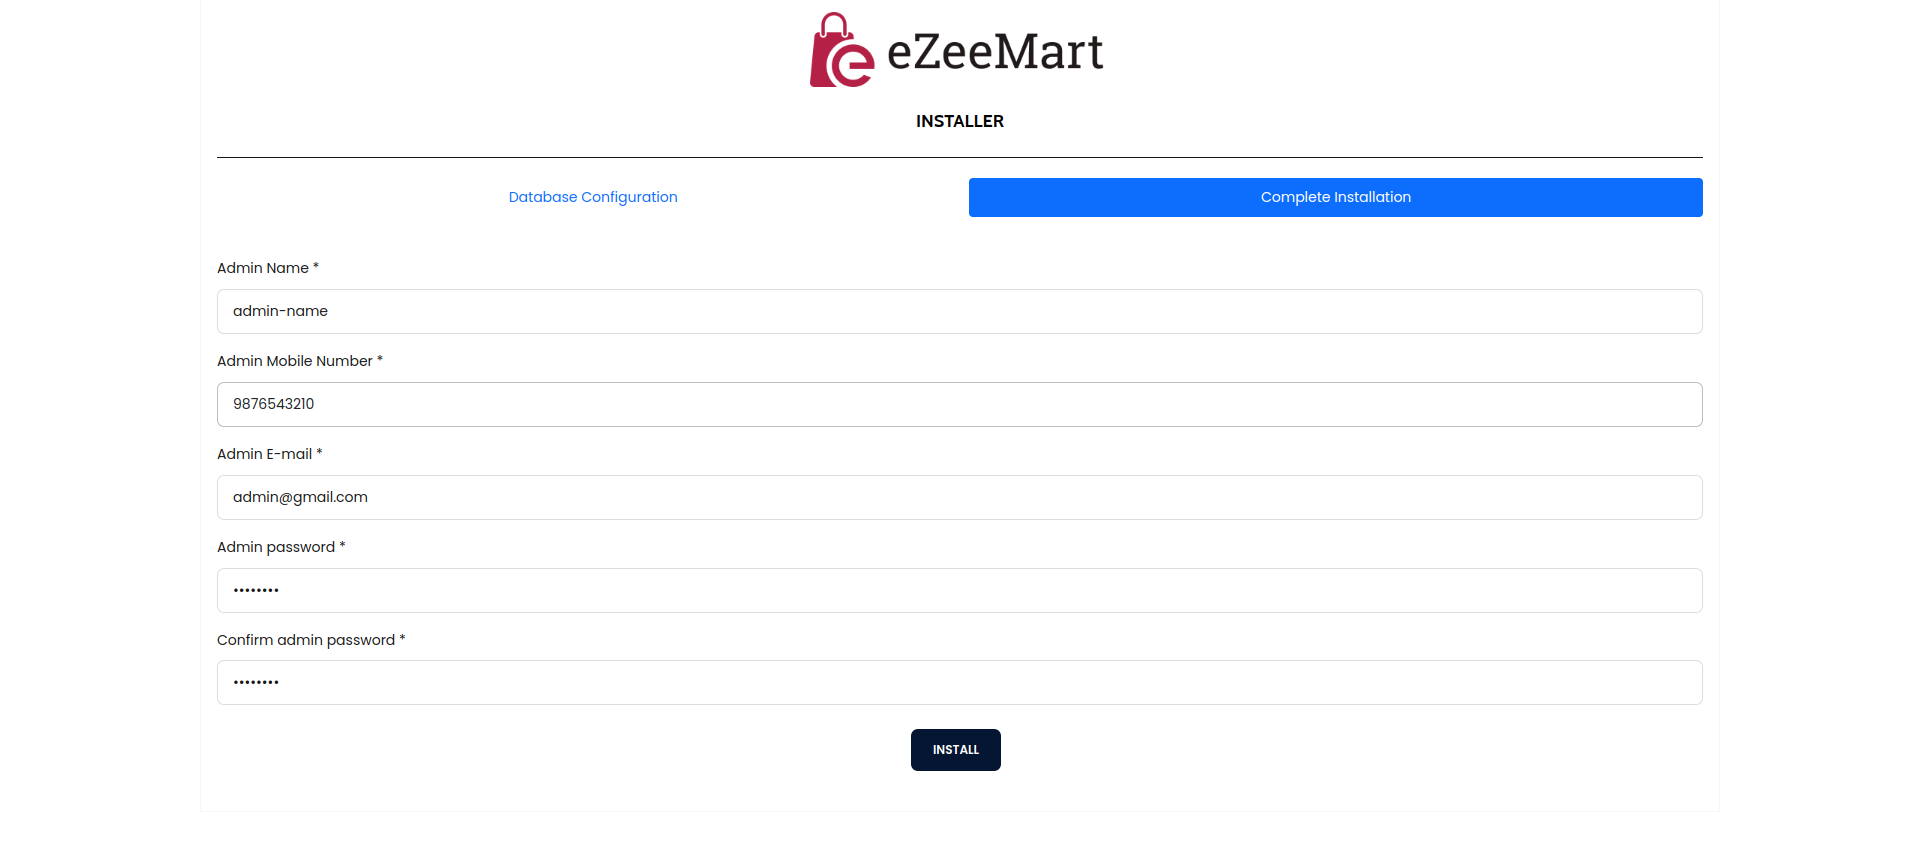 eZeeMart
INSTALLER
Database Configuration
Complete Installation
Admin Name *
admin-name
Admin Mobile Number *
9876543210
Admin E-mail *
admin@gmail.com
Admin password *
••••••••
Confirm admin password *
••••••••
INSTALL